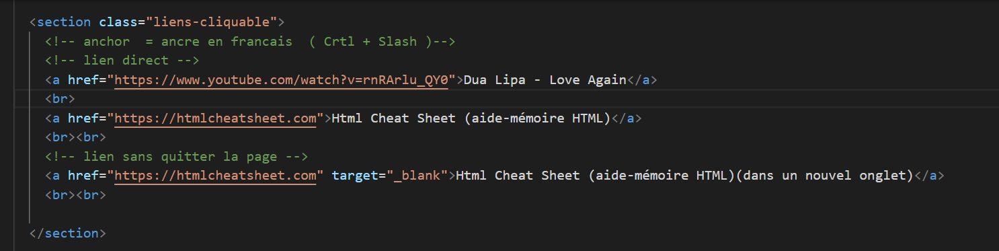 <section class="liens-cliquable">
<!-- anchor  = ancre en francais  ( Crtl + Slash )-->
<!-- lien direct -->
<a href="https://www.youtube.com/watch?v=rnRArlu_QY0">Dua Lipa - Love Again</a>
<br>
<a href="https://htmlcheatsheet.com">Html Cheat Sheet (aide-mémoire HTML)</a>
<br><br>
<!-- lien sans quitter la page -->
<a href="https://htmlcheatsheet.com" target="_blank">Html Cheat Sheet (aide-mémoire HTML)(dans un nouvel onglet)</a>
<br><br>
</section>